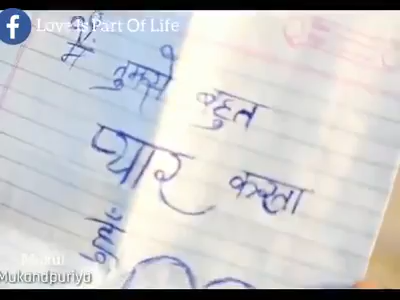 Love Is Part Of Life
मैं
तुमसे बहुत
प्यार करता
हूँ
Mukandpuriya